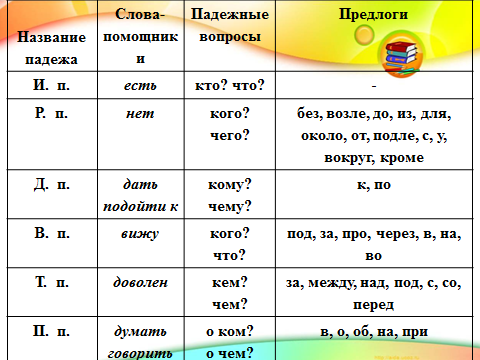 Название
падежа
Слова-
помощник
и
Падежные
вопросы
Предлоги
И. п.
есть
кто? что?
-
Р. п.
нет
кого?
чего?
без, возле, до, из, для,
около, от, подле, с, у,
вокруг, кроме
Д. п.
дать
подойти к
кому?
чему?
к, по
В. п.
вижу
кого?
что?
под, за, про, через, в, на,
во
Т. п.
доволен
кем?
чем?
за, между, над, под, с, со,
перед
П. п.
думать
говорить
о ком?
о чем?
в, о, об, на, при